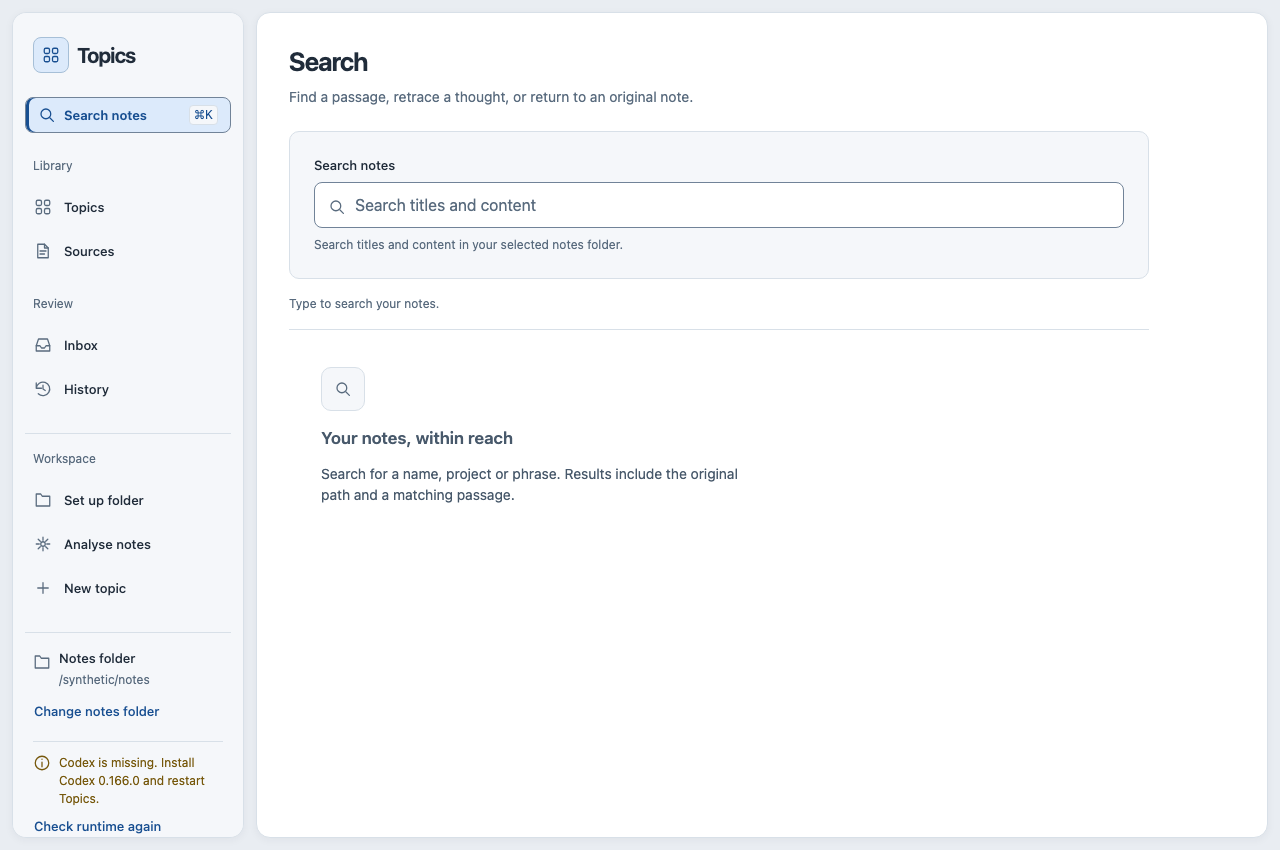 Topics
Search notes ⌘K
Library
Topics
Sources
Review
Inbox
History
Workspace
Set up folder
Analyse notes
New topic
Notes folder
/synthetic/notes
Change notes folder
Codex is missing. Install
Codex 0.166.0 and restart
Topics.
Check runtime again
Search
Find a passage, retrace a thought, or return to an original note.
Search notes
Search titles and content
Search titles and content in your selected notes folder.
Type to search your notes.
Your notes, within reach
Search for a name, project or phrase. Results include the original
path and a matching passage.